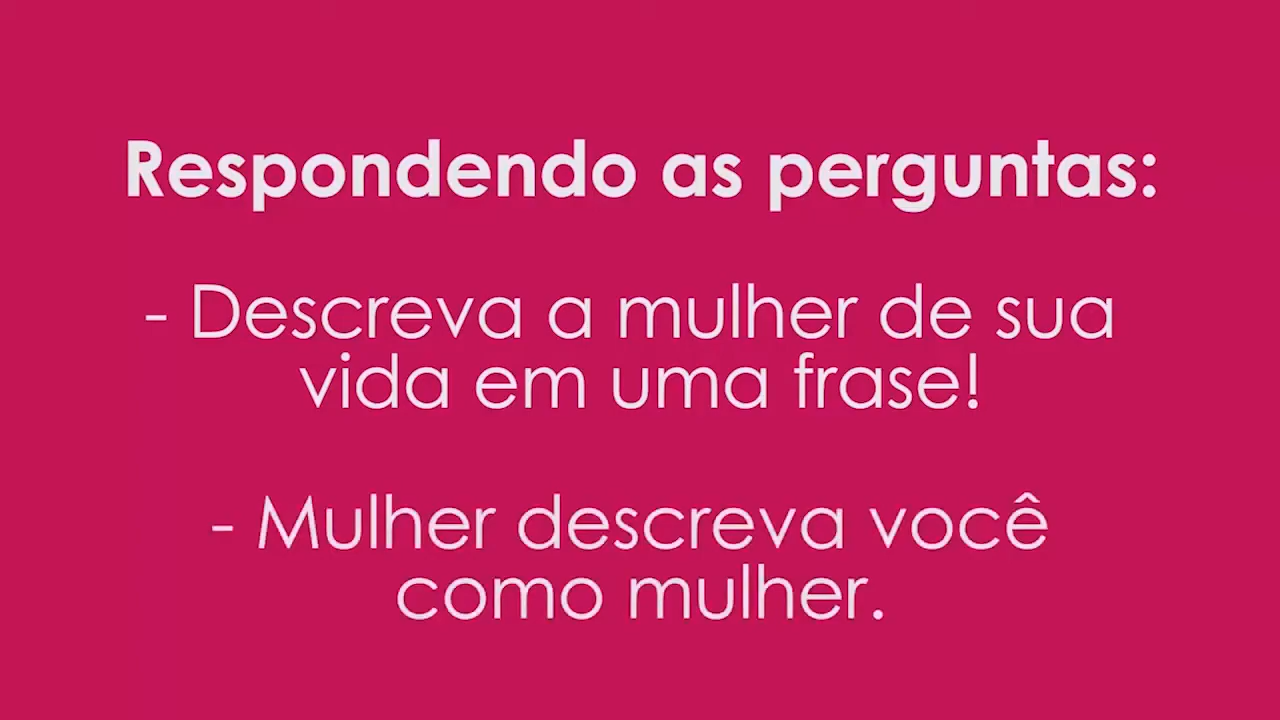 Respondendo as perguntas:
- Descreva a mulher de sua
vida em uma frase!
- Mulher descreva você
como mulher.